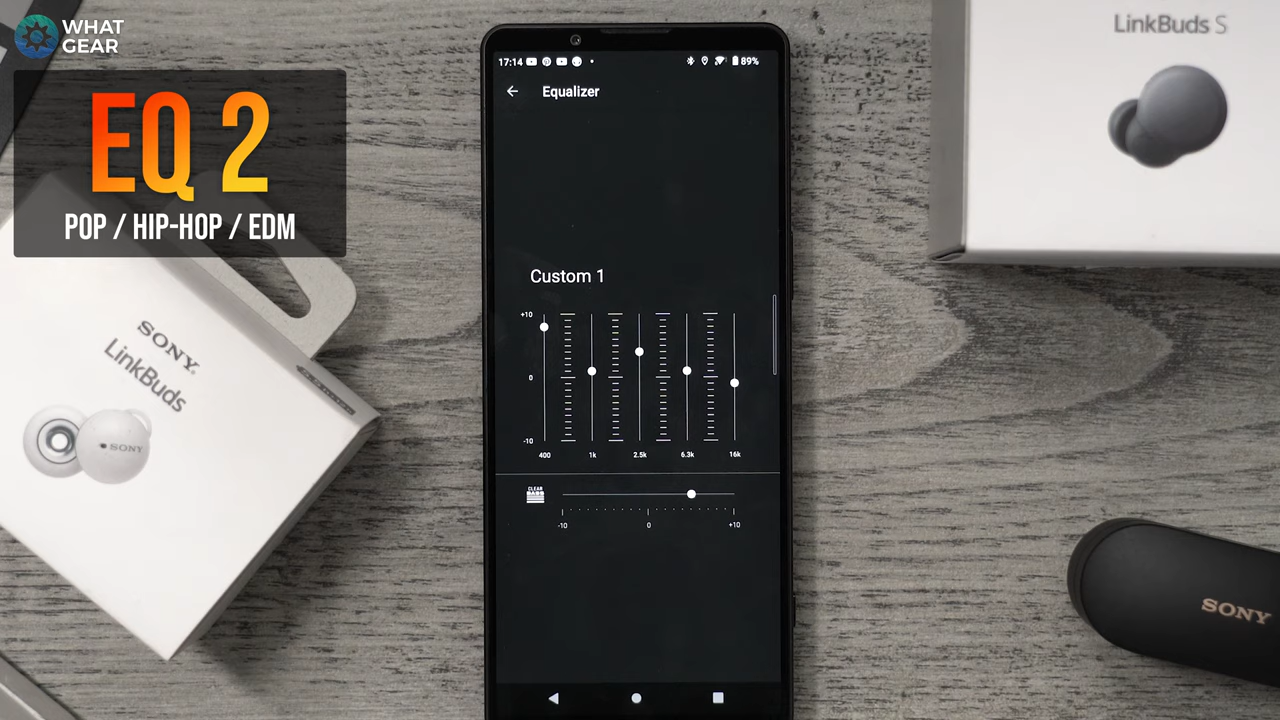 WHAT
GEAR
EQ 2
POP / HIP-HOP / EDM
17:14
89%
Equalizer
Custom 1
+10
0
-10
400
1k
2.5k
6.3k
16k
CLEAR
BASS
-10
0
+10
LinkBuds S
SONY
LinkBuds
SONY
SONY